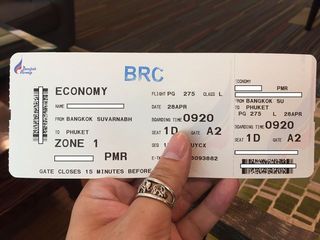 BRC
ECONOMY
FLIGHT PG 275 CLASS L
NAME
DATE 28APR
FROM BANGKOK SUVARNABH
BOARDING TIME 0920
TO PHUKET
SEAT 1D GATE A2
ZONE 1
PMR
GATE CLOSES 15 MINUTES BEFORE
ECONOMY
PMR
FROM BANGKOK SU
TO PHUKET
PG 275 L 28APR
BOARDING TIME 0920
SEAT 1D GATE A2